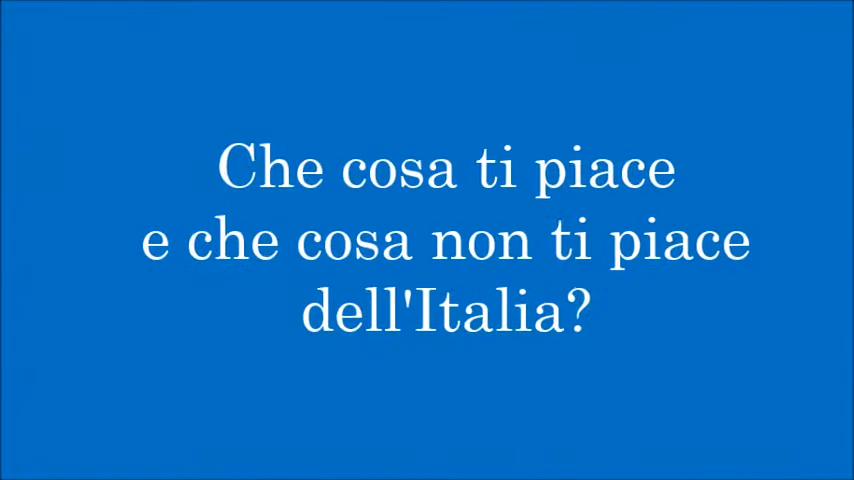 Che cosa ti piace
e che cosa non ti piace
dell'Italia?